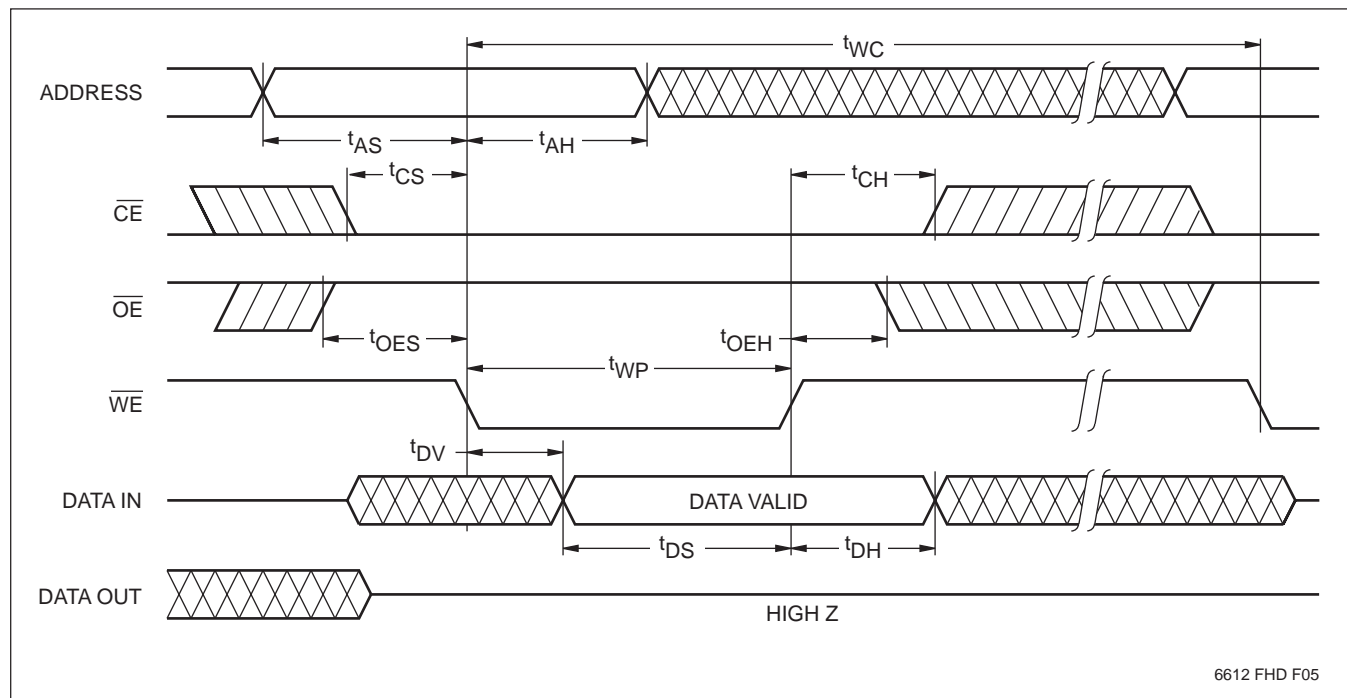 tWC
ADDRESS
tAS
tAH
tCS
tCH
CE
OE
tOES
tOEH
tWP
WE
tDV
DATA IN
DATA VALID
tDS
tDH
DATA OUT
HIGH Z
6612 FHD F05